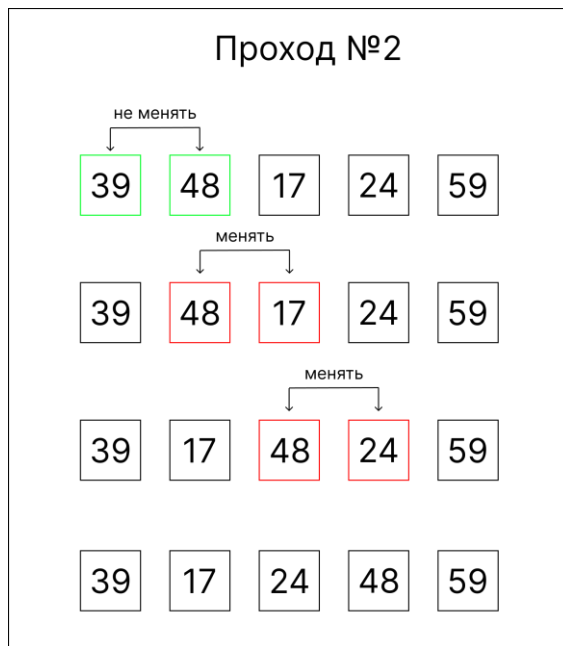 Проход №2
не менять
39 48 17 24 59
менять
39 48 17 24 59
менять
39 17 48 24 59
39 17 24 48 59